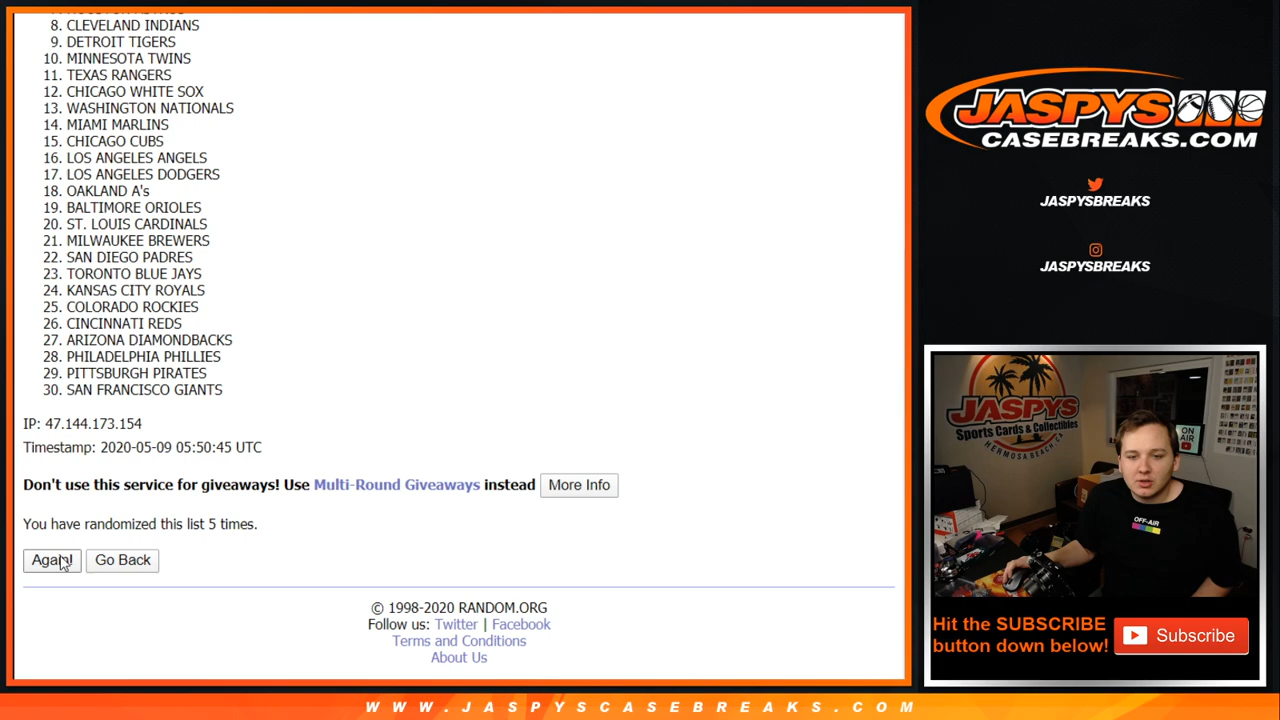 8. CLEVELAND INDIANS
9. DETROIT TIGERS
10. MINNESOTA TWINS
11. TEXAS RANGERS
12. CHICAGO WHITE SOX
13. WASHINGTON NATIONALS
14. MIAMI MARLINS
15. CHICAGO CUBS
16. LOS ANGELES ANGELS
17. LOS ANGELES DODGERS
18. OAKLAND A's
19. BALTIMORE ORIOLES
20. ST. LOUIS CARDINALS
21. MILWAUKEE BREWERS
22. SAN DIEGO PADRES
23. TORONTO BLUE JAYS
24. KANSAS CITY ROYALS
25. COLORADO ROCKIES
26. CINCINNATI REDS
27. ARIZONA DIAMONDBACKS
28. PHILADELPHIA PHILLIES
29. PITTSBURGH PIRATES
30. SAN FRANCISCO GIANTS
IP: 47.144.173.154
Timestamp: 2020-05-09 05:50:45 UTC
Don't use this service for giveaways! Use Multi-Round Giveaways instead More Info
You have randomized this list 5 times.
Again! Go Back
© 1998-2020 RANDOM.ORG
Follow us: Twitter | Facebook
Terms and Conditions
About Us
JASPYS
CASEBREAKS.COM
JASPYSBREAKS
JASPYSBREAKS
JASPYS
Sports Cards & Collectibles
HERMOSA BEACH, CA
ON
AIR
OFF-AIR
Hit the SUBSCRIBE
button down below!
Subscribe
WWW.JASPYSCASEBREAKS.COM